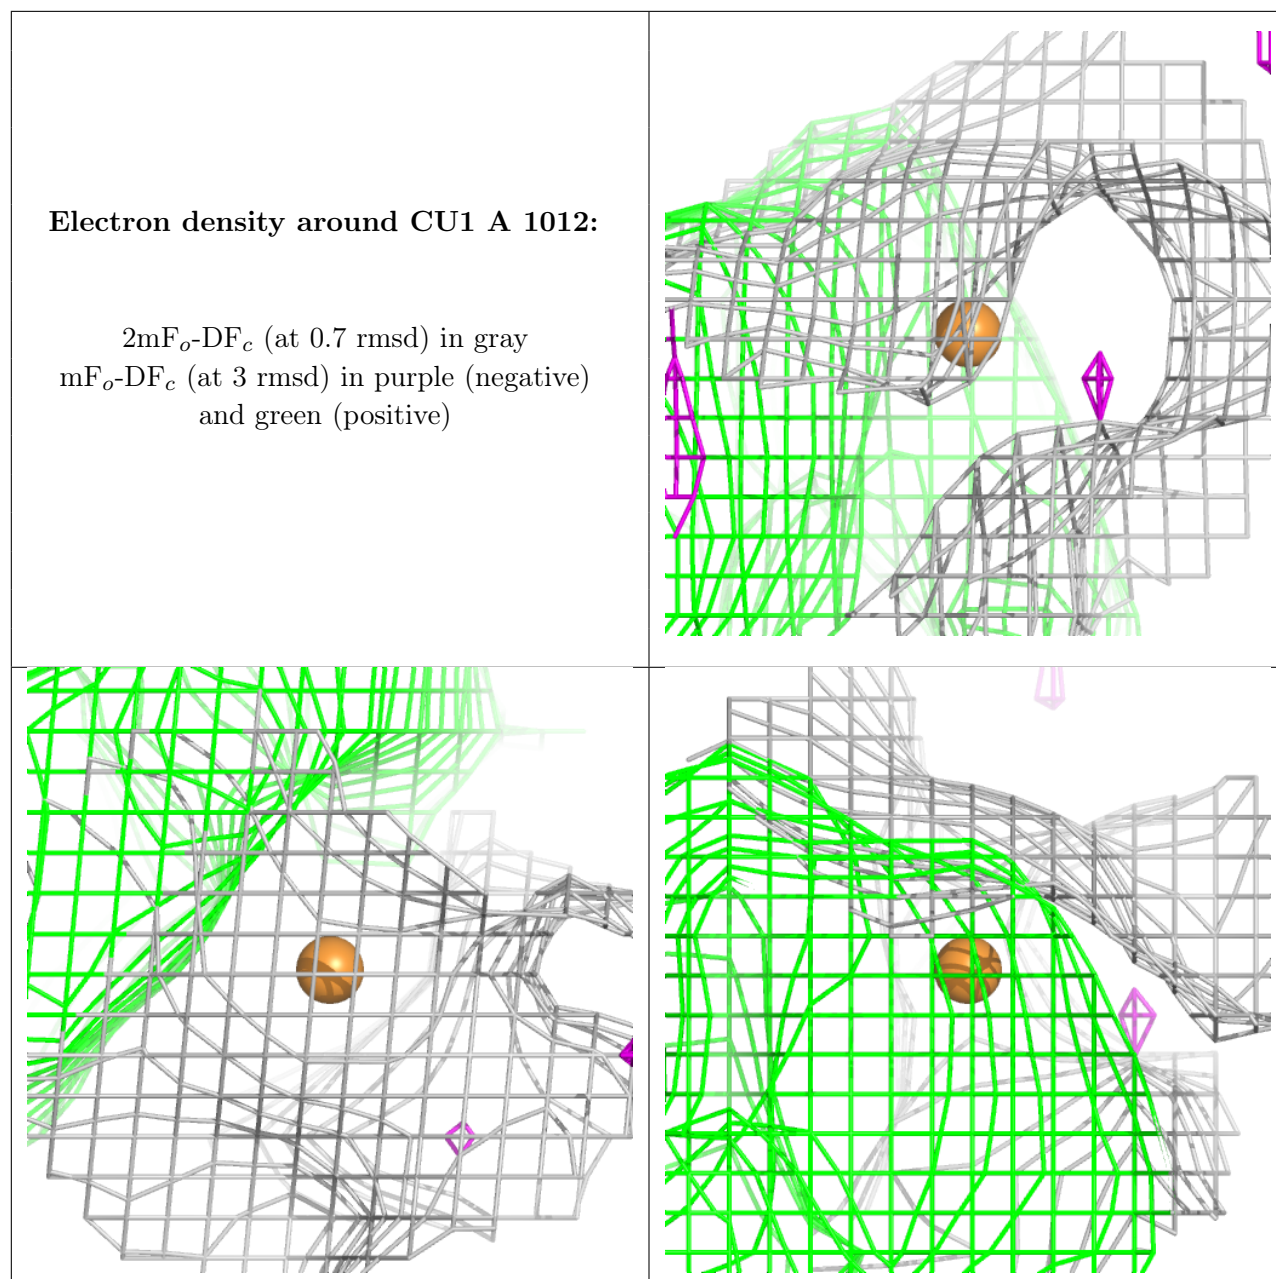 Electron density around CU1 A 1012:
2mFo-DFc (at 0.7 rmsd) in gray
mFo-DFc (at 3 rmsd) in purple (negative)
and green (positive)